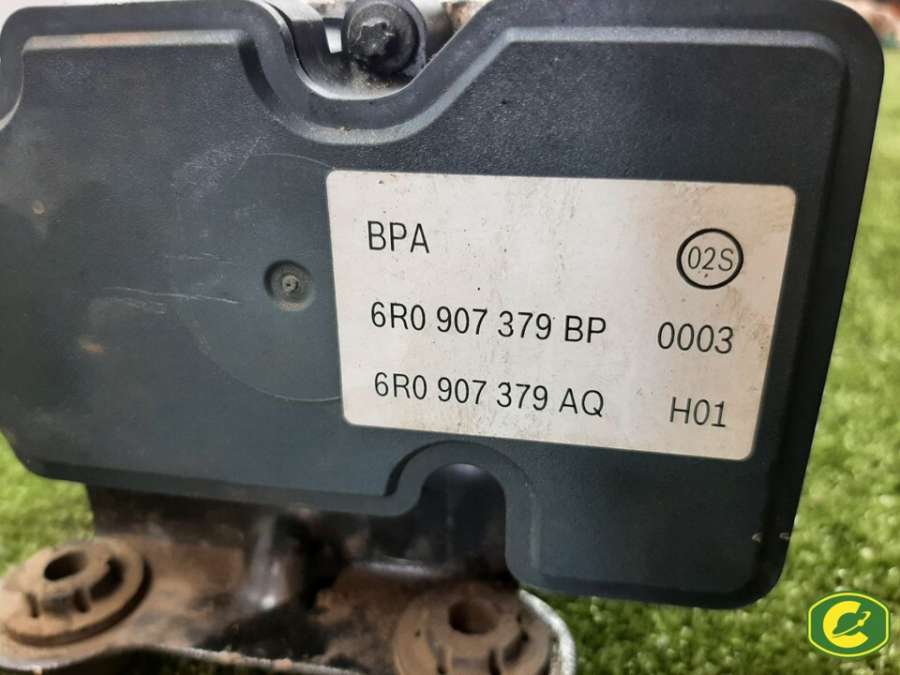 BPA 02S
6R0 907 379 BP 0003
6R0 907 379 AQ H01